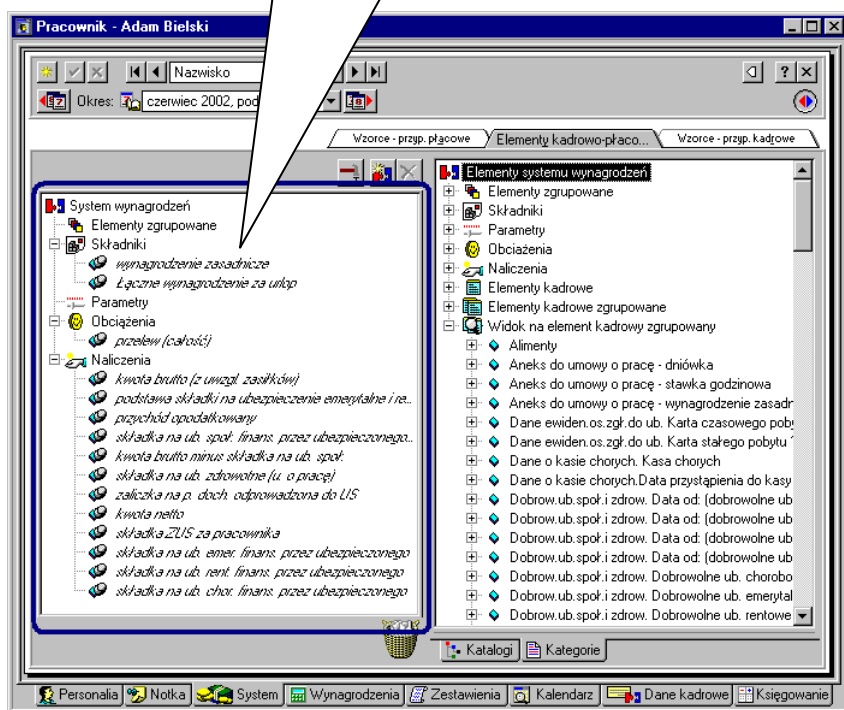 Pracownik - Adam Bielski
Nazwisko
Okres: czerwiec 2002, pod
Wzorce - przyp. płacowe
Elementy kadrowo-płaco...
Wzorce - przyp. kadrowe
System wynagrodzeń
Elementy zgrupowane
Składniki
wynagrodzenie zasadnicze
Łączne wynagrodzenie za urlop
Parametry
Obciążenia
przelew (całość)
Naliczenia
kwota brutto (z uwzgl. zasiłków)
podstawa składki na ubezpieczenie emerytalne i re...
przychód opodatkowany
składka na ub. społ. finans. przez ubezpieczonego...
kwota brutto minus składka na ub. społ.
składka na ub. zdrowotne (u. o pracę)
zaliczka na p. doch. odprowadzona do US
kwota netto
składka ZUS za pracownika
składka na ub. emer. finans. przez ubezpieczonego
składka na ub. rent. finans. przez ubezpieczonego
składka na ub. chor. finans. przez ubezpieczonego
Elementy systemu wynagrodzeń
Elementy zgrupowane
Składniki
Parametry
Obciażenia
Naliczenia
Elementy kadrowe
Elementy kadrowe zgrupowane
Widok na element kadrowy zgrupowany
Alimenty
Aneks do umowy o pracę - dniówka
Aneks do umowy o pracę - stawka godzinowa
Aneks do umowy o pracę - wynagrodzenie zasadr
Dane ewiden.os.zgł.do ub. Karta czasowego poby
Dane ewiden.os.zgł.do ub. Karta stałego pobytu
Dane o kasie chorych. Kasa chorych
Dane o kasie chorych.Data przystąpienia do kasy
Dobrow.ub.społ.i zdrow. Data od: (dobrowolne ub
Dobrow.ub.społ.i zdrow. Data od: (dobrowolne ub
Dobrow.ub.społ.i zdrow. Data od: (dobrowolne ub
Dobrow.ub.społ.i zdrow. Dobrowolne ub. chorobo
Dobrow.ub.społ.i zdrow. Dobrowolne ub. emerytal
Dobrow.ub.społ.i zdrow. Dobrowolne ub. rentowe
Katalogi
Kategorie
Personalia
Notka
System
Wynagrodzenia
Zestawienia
Kalendarz
Dane kadrowe
Księgowanie